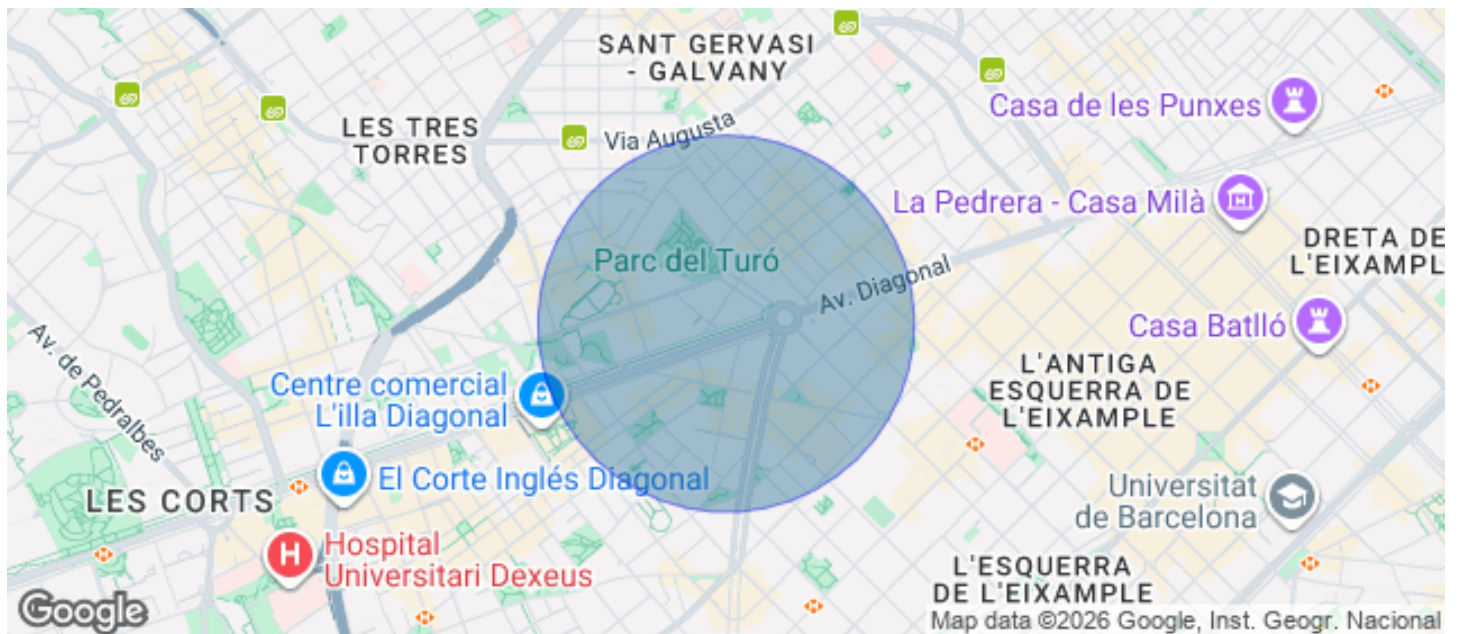 SANT GERVASI
- GALVANY
Casa de les Punxes
LES TRES
TORRES
Via Augusta
La Pedrera - Casa Milà
DRETA DE
L'EIXAMPL
Parc del Turó
Av. Diagonal
Casa Batlló
Av. de Pedralbes
L'ANTIGA
ESQUERRA DE
L'EIXAMPLE
Centre comercial
L'illa Diagonal
El Corte Inglés Diagonal
LES CORTS
Universitat
de Barcelona
H
Hospital
Universitari Dexeus
L'ESQUERRA
DE L'EIXAMPLE
Google
Map data ©2026 Google, Inst. Geogr. Nacional